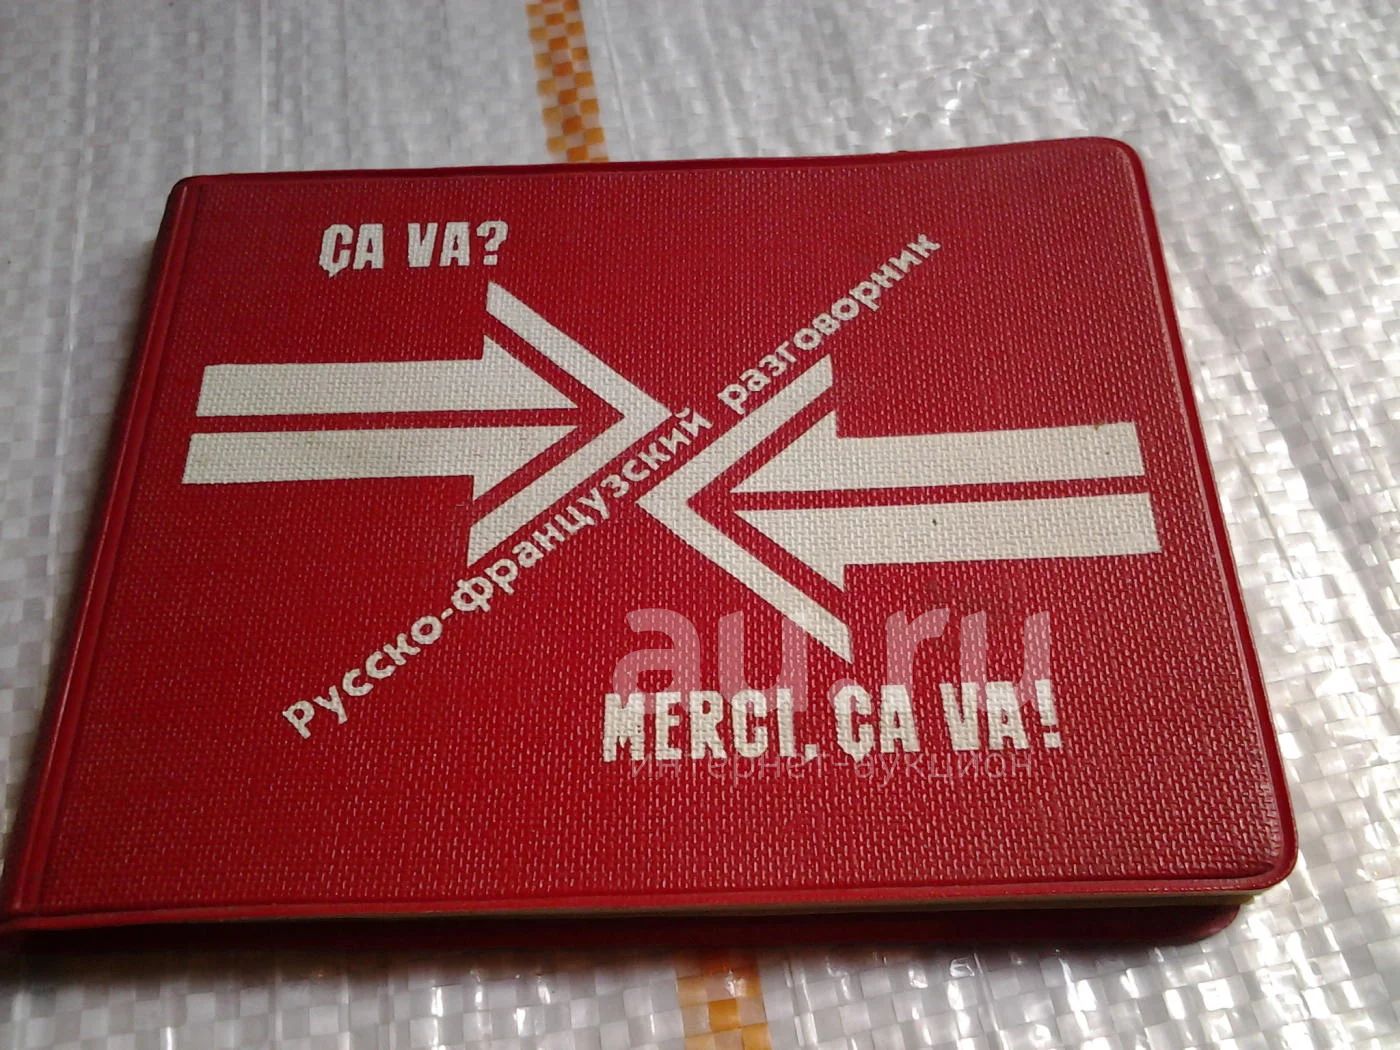 ÇA VA?
Русско-французский разговорник
MERCI, ÇA VA!
au.ru
интернет-аукцион